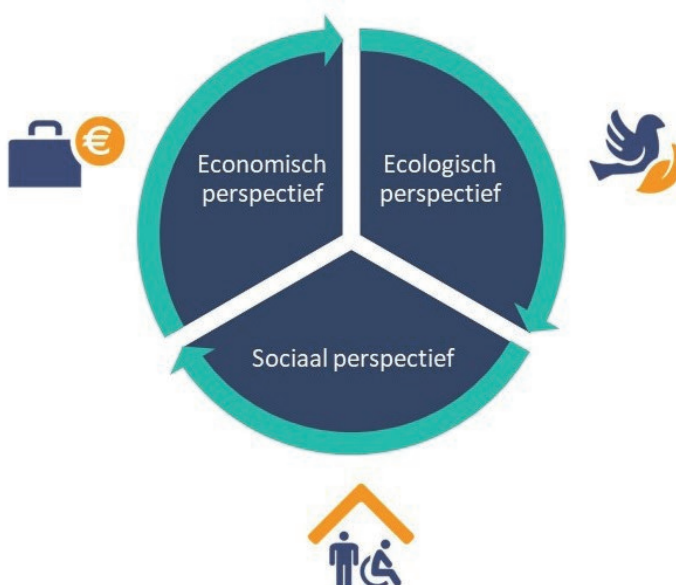 Economisch
perspectief
Ecologisch
perspectief
Sociaal perspectief
€